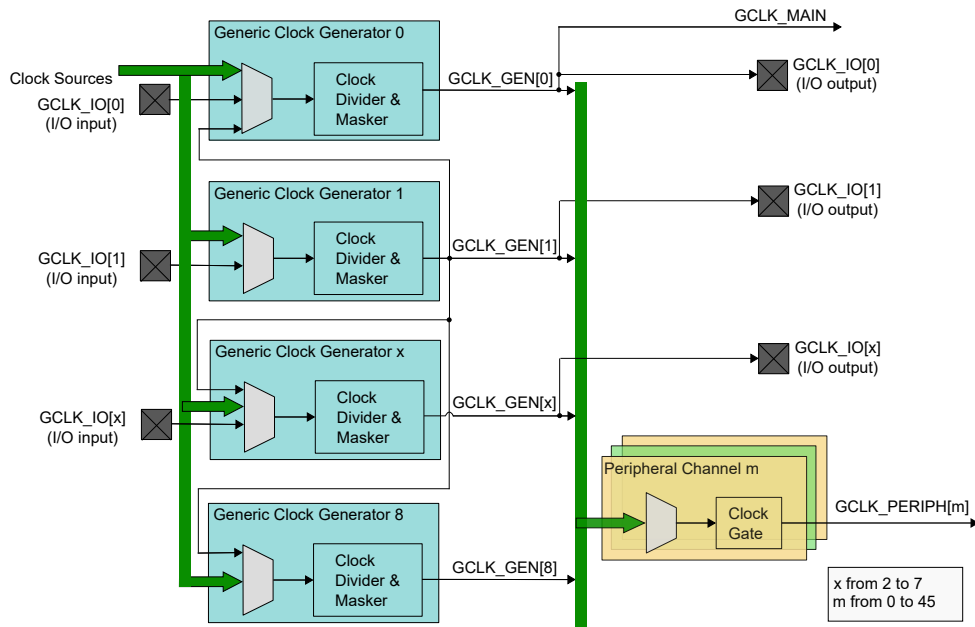 Generic Clock Generator 0
GCLK_MAIN
Clock Sources
GCLK_IO[0]
(I/O input)
Clock
Divider &
Masker
GCLK_GEN[0]
GCLK_IO[0]
(I/O output)
Generic Clock Generator 1
GCLK_IO[1]
(I/O input)
Clock
Divider &
Masker
GCLK_GEN[1]
GCLK_IO[1]
(I/O output)
Generic Clock Generator x
GCLK_IO[x]
(I/O input)
Clock
Divider &
Masker
GCLK_GEN[x]
GCLK_IO[x]
(I/O output)
Generic Clock Generator 8
Clock
Divider &
Masker
GCLK_GEN[8]
Peripheral Channel m
Clock
Gate
GCLK_PERIPH[m]
x from 2 to 7
m from 0 to 45